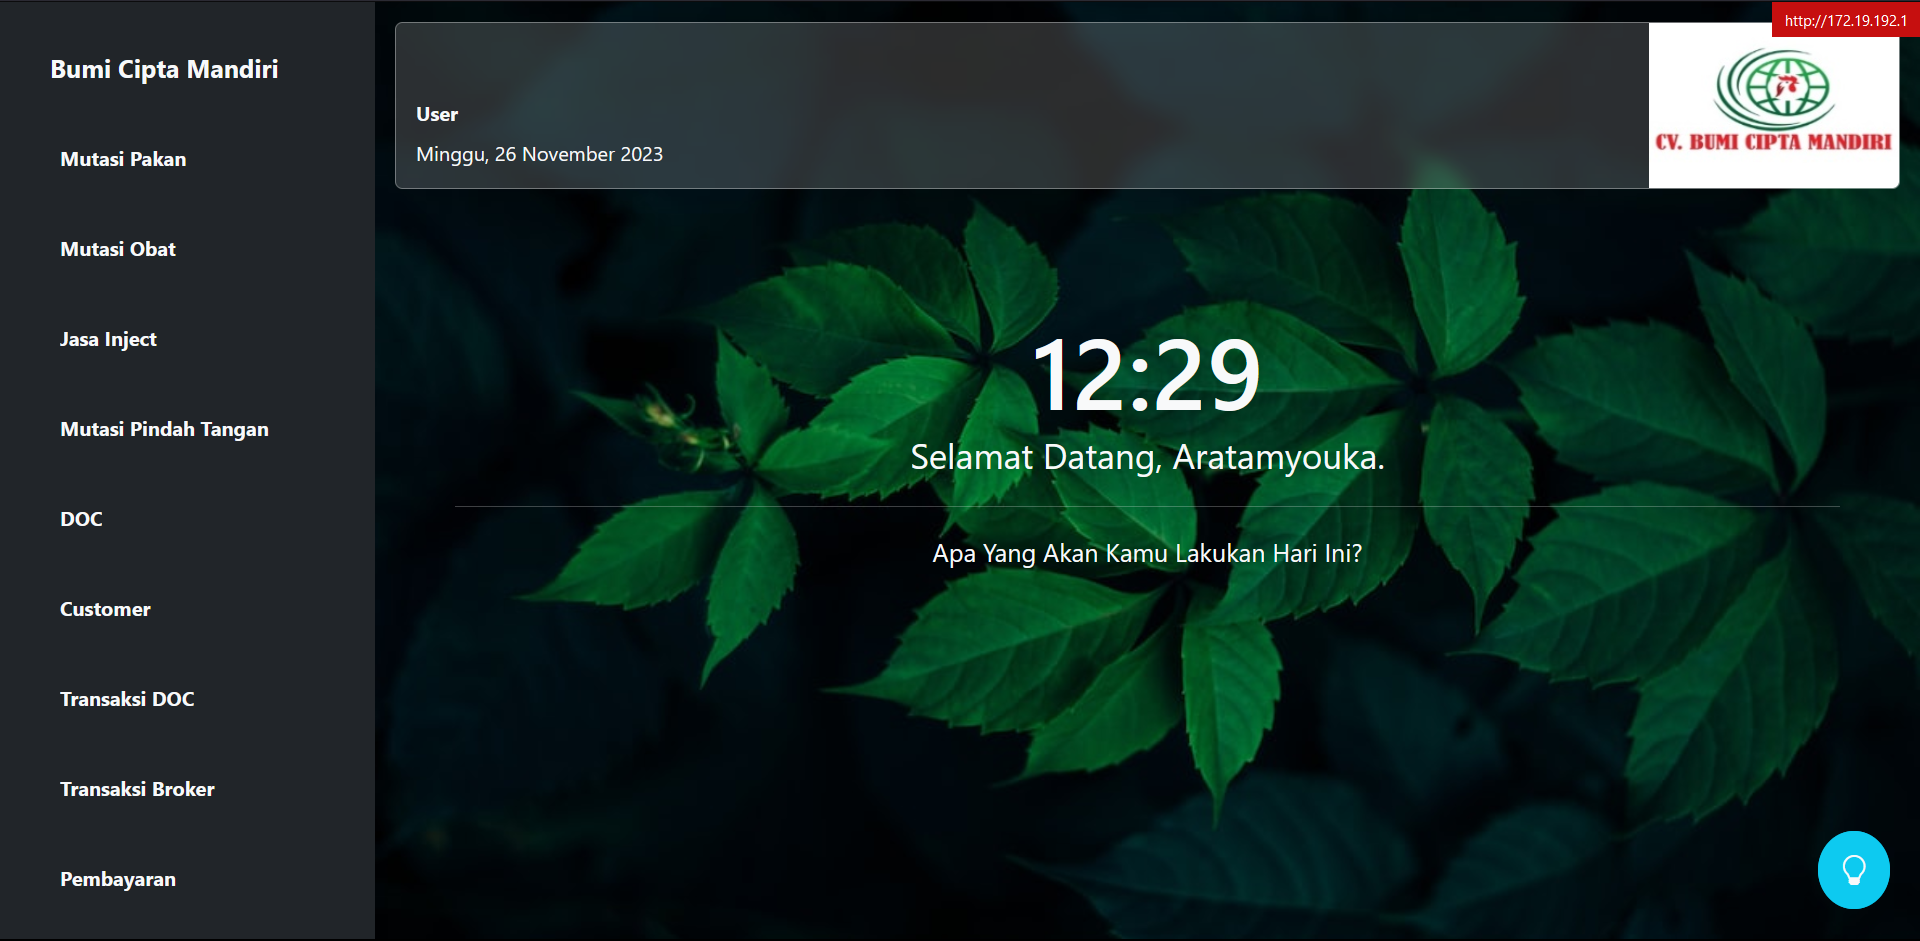 Bumi Cipta Mandiri
Mutasi Pakan
Mutasi Obat
Jasa Inject
Mutasi Pindah Tangan
DOC
Customer
Transaksi DOC
Transaksi Broker
Pembayaran
http://172.19.192.1
User
Minggu, 26 November 2023
CV. BUMI CIPTA MANDIRI
12:29
Selamat Datang, Aratamyouka.
Apa Yang Akan Kamu Lakukan Hari Ini?